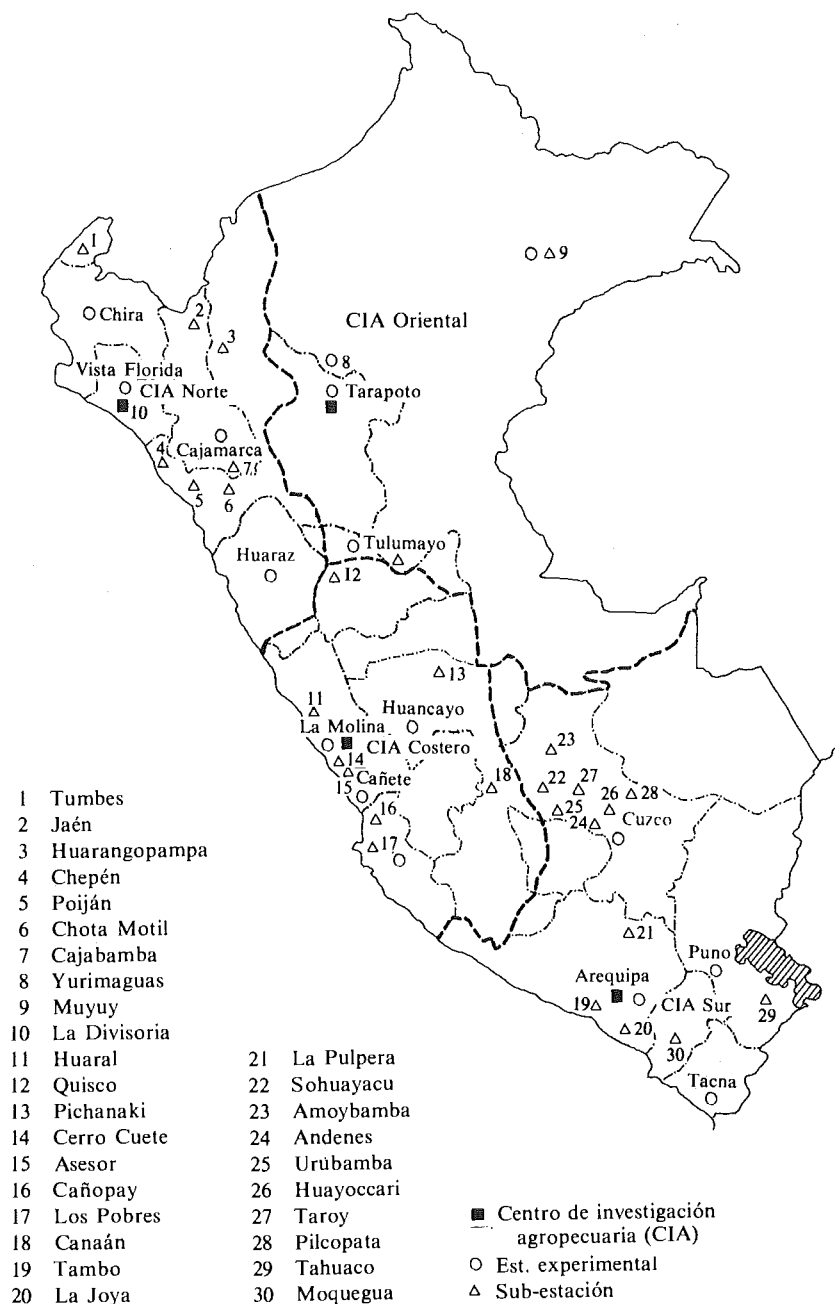 1
9
Chira
2
3
CIA Oriental
8
Vista Florida
CIA Norte
Tarapoto
10
4
Cajamarca
7
5
6
Tulumayo
Huaraz
12
13
11
Huancayo
La Molina
CIA Costero
14
23
15
Cañete
18
22
27
26
28
16
25
24
Cuzco
17
21
Puno
Arequipa
19
CIA Sur
29
20
30
Tacna
1 Tumbes
2 Jaén
3 Huarangopampa
4 Chepén
5 Poiján
6 Chota Motil
7 Cajabamba
8 Yurimaguas
9 Muyuy
10 La Divisoria
11 Huaral
12 Quisco
13 Pichanaki
14 Cerro Cuete
15 Asesor
16 Cañopay
17 Los Pobres
18 Canaán
19 Tambo
20 La Joya
21 La Pulpera
22 Sohuayacu
23 Amoybamba
24 Andenes
25 Urúbamba
26 Huayoccari
27 Taroy
28 Pilcopata
29 Tahuaco
30 Moquegua
Centro de investigación
agropecuaria (CIA)
Est. experimental
Sub-estación